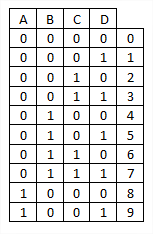 A B C D
0 0 0 0 0
0 0 0 1 1
0 0 1 0 2
0 0 1 1 3
0 1 0 0 4
0 1 0 1 5
0 1 1 0 6
0 1 1 1 7
1 0 0 0 8
1 0 0 1 9